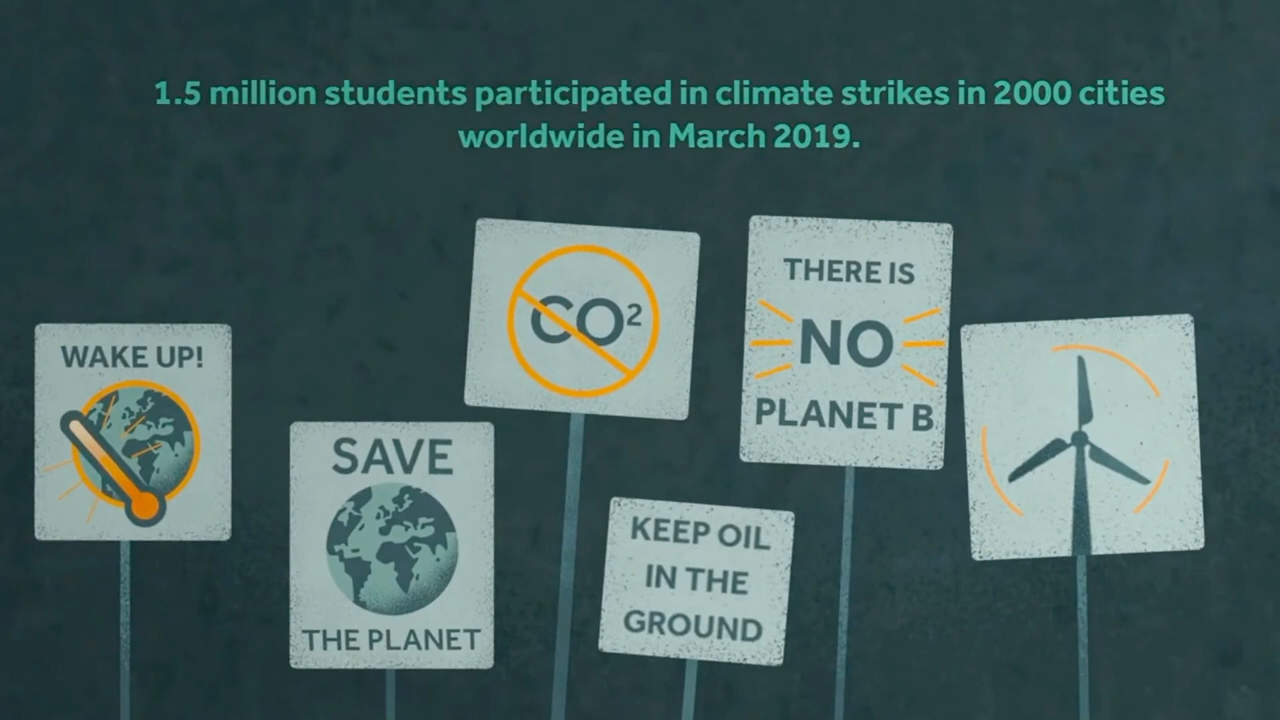 1.5 million students participated in climate strikes in 2000 cities
worldwide in March 2019.
WAKE UP!
SAVE
THE PLANET
CO²
KEEP OIL
IN THE
GROUND
THERE IS
NO
PLANET B